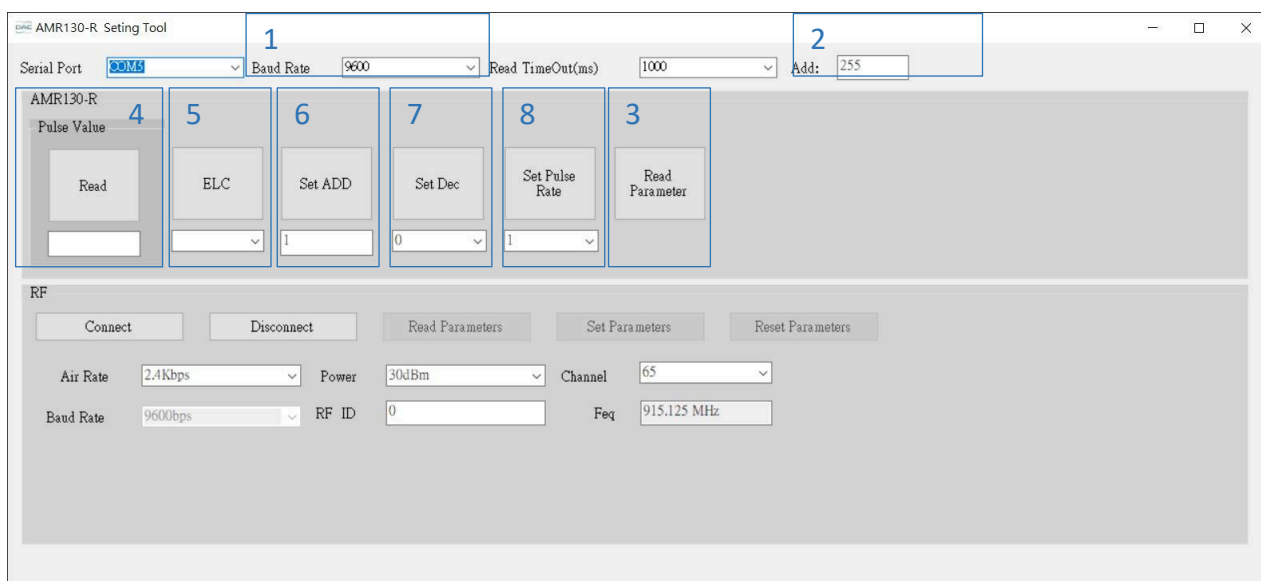 DAC AMR130-R Seting Tool
1 2
Serial Port COM5 Baud Rate 9600 Read TimeOut(ms) 1000 Add: 255
AMR130-R
4 5 6 7 8 3
Pulse Value
Read ELC Set ADD Set Dec Set Pulse Rate Read Parameter
1 0 1
RF
Connect Disconnect Read Parameters Set Parameters Reset Parameters
Air Rate 2.4Kbps Power 30dBm Channel 65
Baud Rate 9600bps RF ID 0 Feq 915.125 MHz